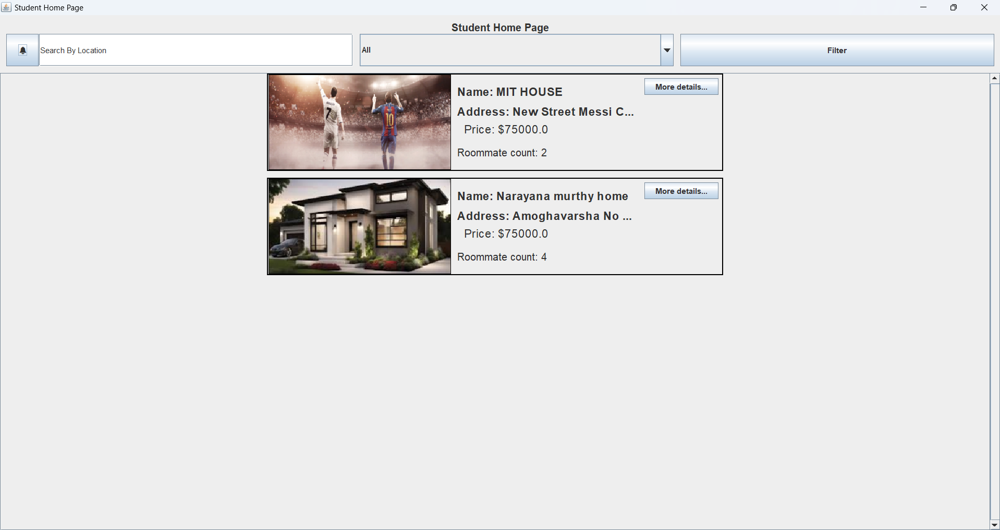 Student Home Page
Student Home Page
Search By Location
All
Filter
Name: MIT HOUSE
More details...
Address: New Street Messi C...
Price: $75000.0
Roommate count: 2
7
10
Name: Narayana murthy home
More details...
Address: Amoghavarsha No ...
Price: $75000.0
Roommate count: 4